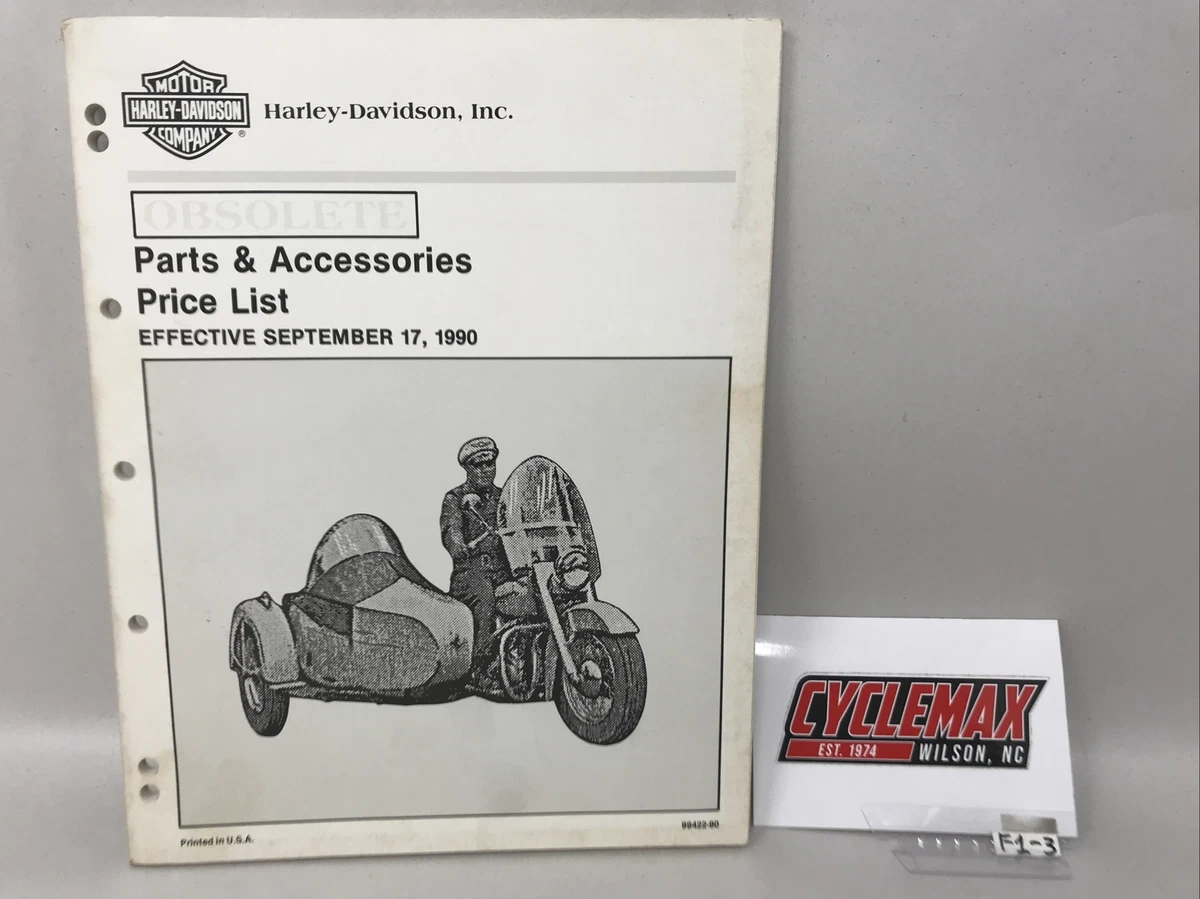 MOTOR
HARLEY-DAVIDSON
COMPANY
®
Harley-Davidson, Inc.
OBSOLETE
Parts & Accessories
Price List
EFFECTIVE SEPTEMBER 17, 1990
99422-90
Printed in U.S.A.
CYCLEMAX
EST. 1974
WILSON, NC
F-1-3